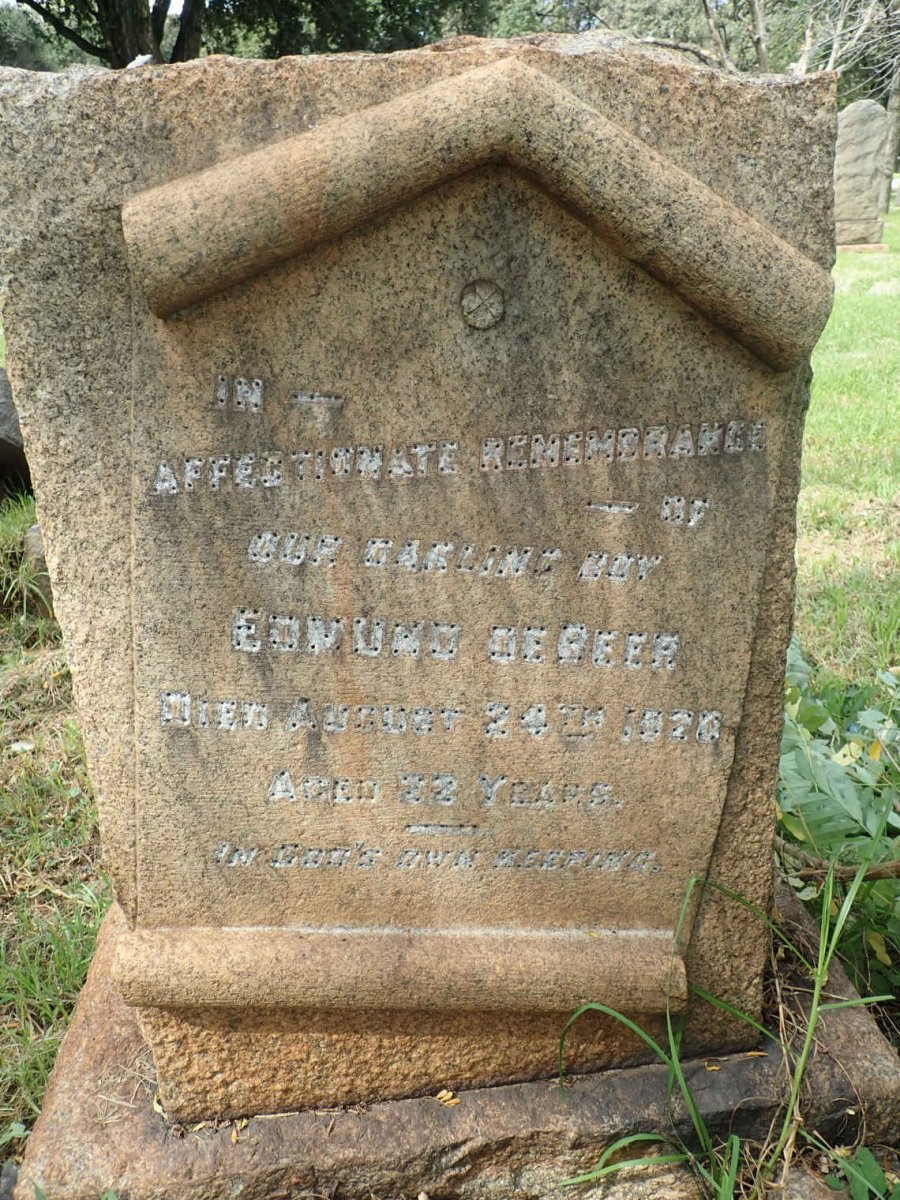 IN —
AFFECTIONATE REMEMBRANCE
— OF
OUR DARLING BOY
EDMUND DE BEER
DIED AUGUST 24TH
AGED 22 YEARS.
IN GOD'S OWN KEEPING.